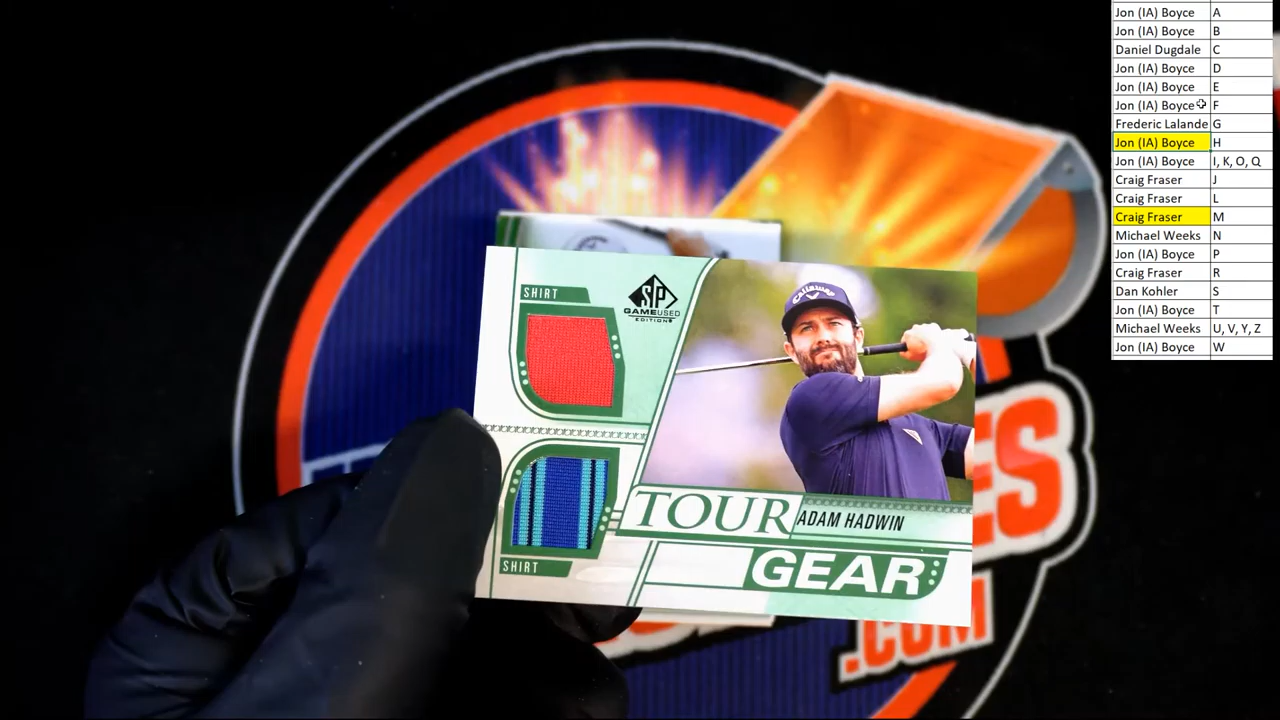 Jon (IA) Boyce A
Jon (IA) Boyce B
Daniel Dugdale C
Jon (IA) Boyce D
Jon (IA) Boyce E
Jon (IA) Boyce F
Frederic Lalande G
Jon (IA) Boyce H
Jon (IA) Boyce I, K, O, Q
Craig Fraser J
Craig Fraser L
Craig Fraser M
Michael Weeks N
Jon (IA) Boyce P
Craig Fraser R
Dan Kohler S
Jon (IA) Boyce T
Michael Weeks U, V, Y, Z
Jon (IA) Boyce W
SHIRT
SP
GAMEUSED
EDITION
Callaway
SHIRT
TOUR
ADAM HADWIN
GEAR
.COM